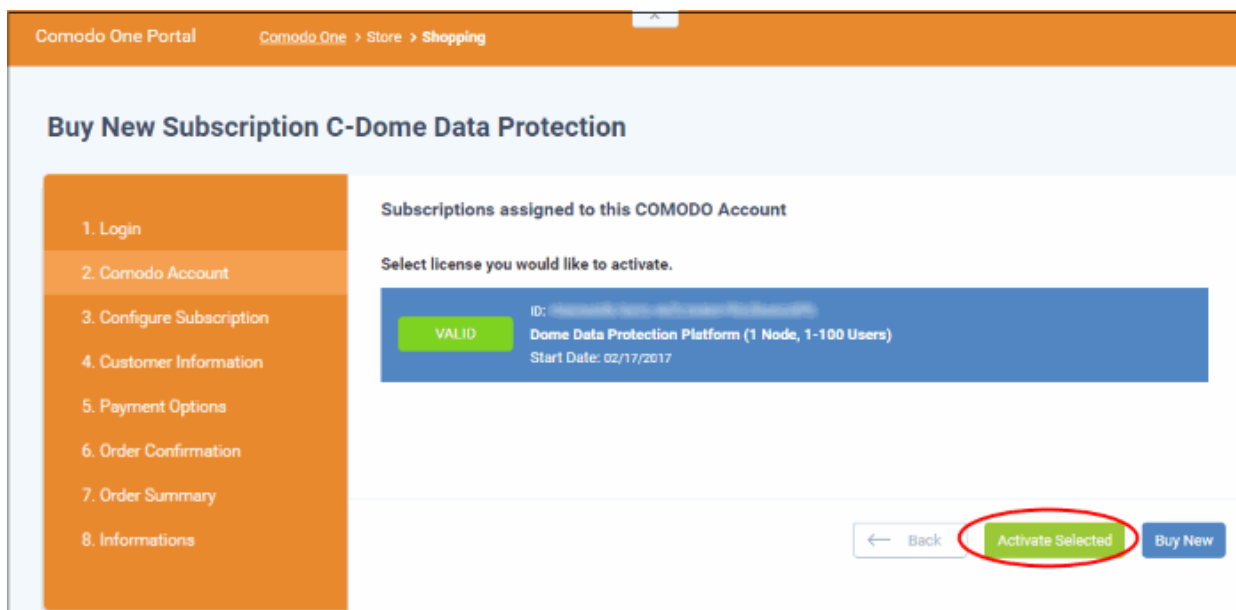 Comodo One Portal
Comodo One > Store > Shopping
Buy New Subscription C-Dome Data Protection
1. Login
2. Comodo Account
3. Configure Subscription
4. Customer Information
5. Payment Options
6. Order Confirmation
7. Order Summary
8. Informations
Subscriptions assigned to this COMODO Account
Select license you would like to activate.
VALID
ID:
Dome Data Protection Platform (1 Node, 1-100 Users)
Start Date: 02/17/2017
← Back
Activate Selected
Buy New